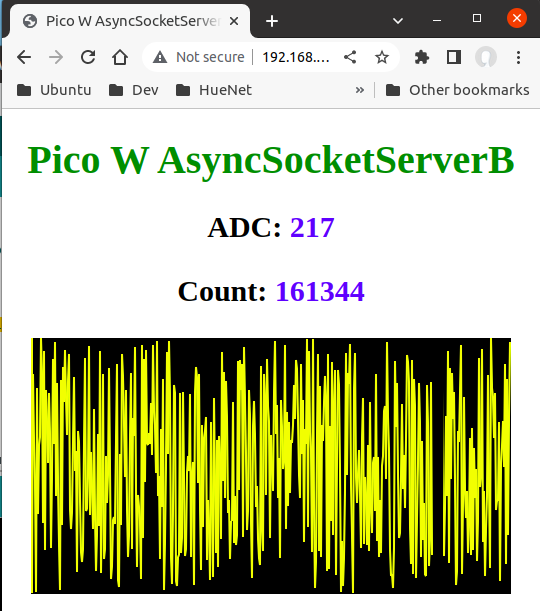 Pico W AsyncSocketServer
Not secure 192.168....
Ubuntu Dev HueNet » Other bookmarks
Pico W AsyncSocketServerB
ADC: 217
Count: 161344